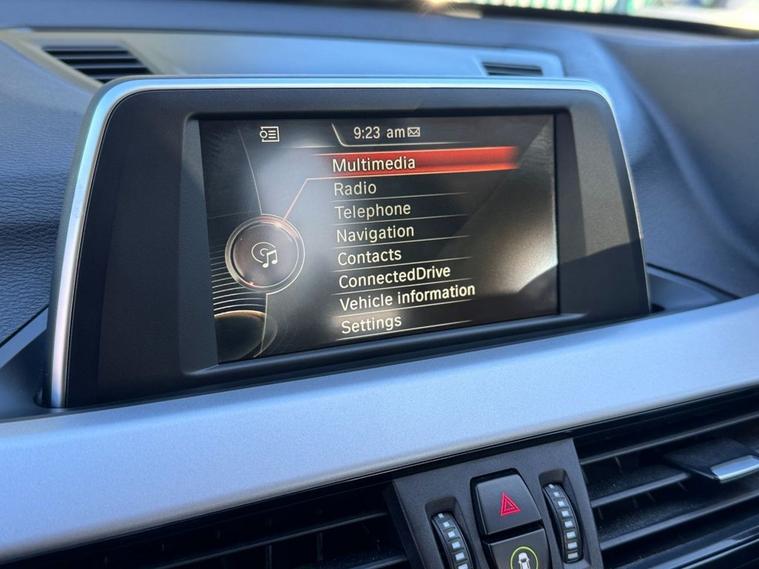 9:23 am
Multimedia
Radio
Telephone
Navigation
Contacts
ConnectedDrive
Vehicle information
Settings